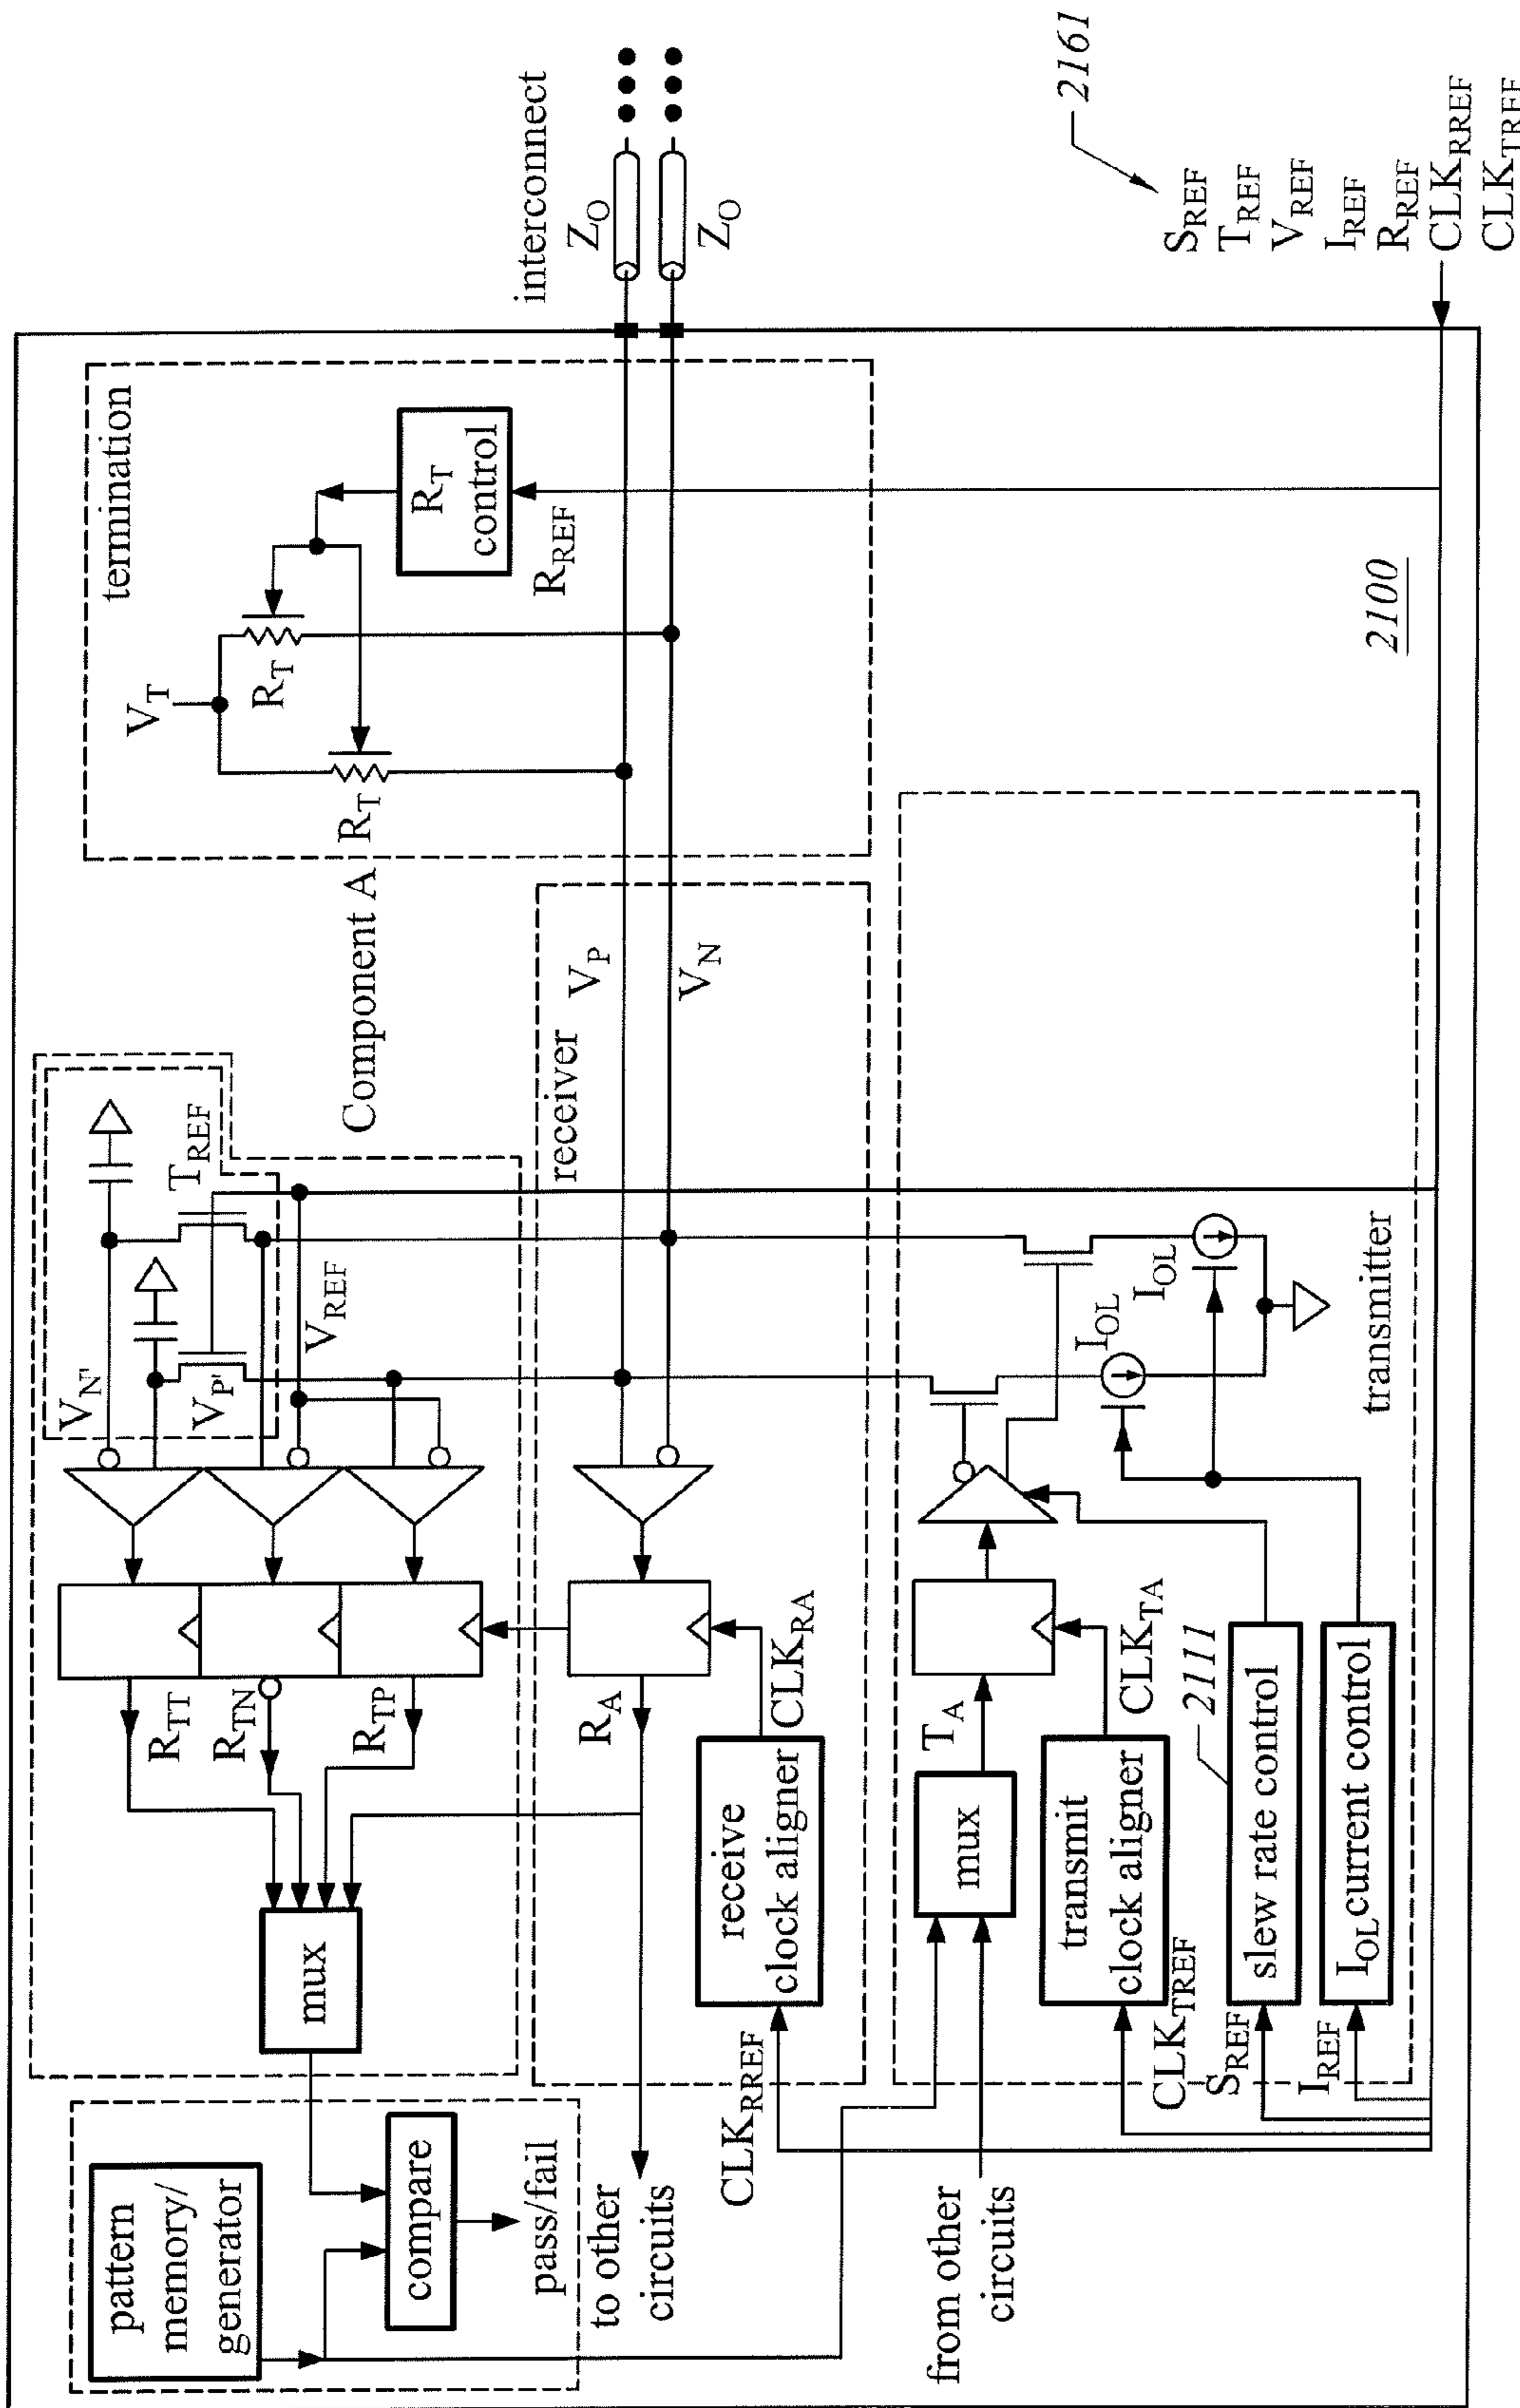 pattern
memory/
generator
compare
pass/fail
mux
R_TT
R_TN
R_TP
V_N'
V_P'
T_REF
V_REF
Component A
termination
V_T
R_T
R_T
R_T
control
R_REF
interconnect
Z_O
Z_O
to other
circuits
R_A
receive
clock aligner
CLK_RA
CLK_RREF
receiver
V_P
V_N
from other
circuits
mux
T_A
transmit
clock aligner
CLK_TA
CLK_TREF
slew rate control
2111
S_REF
I_OL current control
I_REF
I_OL
I_OL
transmitter
2100
2161
S_REF
T_REF
V_REF
I_REF
R_REF
CLK_RREF
CLK_TREF